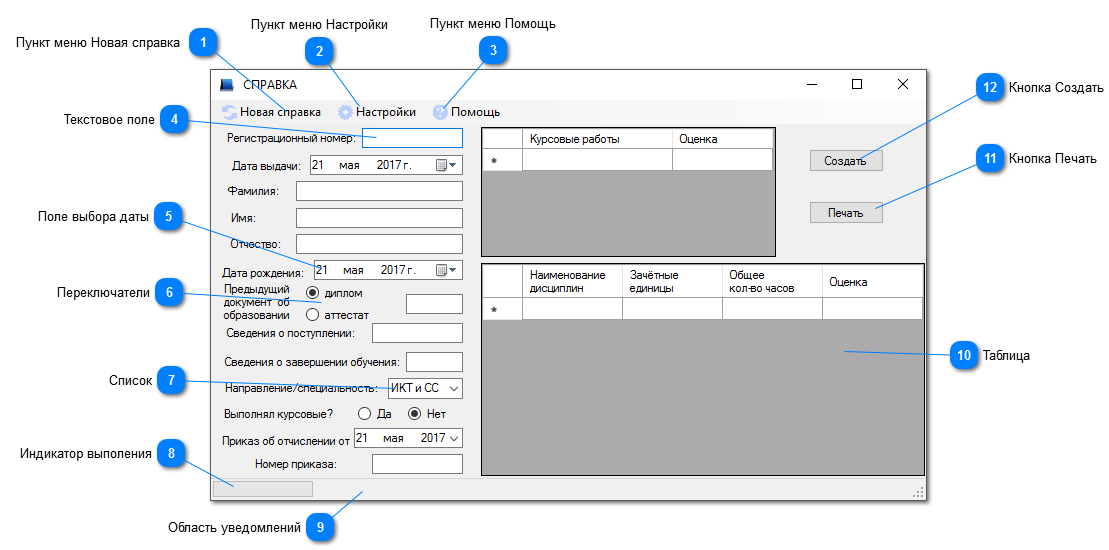 Пункт меню Настройки
Пункт меню Помощь
Пункт меню Новая справка
1
2
3
СПРАВКА
12
Кнопка Создать
Новая справка
Настройки
Помощь
Текстовое поле
4
Регистрационный номер:
Курсовые работы
Оценка
*
Создать
11
Кнопка Печать
Дата выдачи:
21 мая 2017 г.
Фамилия:
Поле выбора даты
5
Имя:
Печать
Отчество:
Дата рождения:
21 мая 2017 г.
Наименование
дисциплин
Зачётные
единицы
Общее
кол-во часов
Оценка
*
Переключатели
6
Предыдущий
документ об
образовании
диплом
аттестат
Сведения о поступлении:
10
Таблица
Сведения о завершении обучения:
Список
7
Направление/специальность:
ИКТ и СС
Выполнял курсовые?
Да
Нет
Приказ об отчислении от
21 мая 2017
Индикатор выполения
8
Номер приказа:
Область уведомлений
9